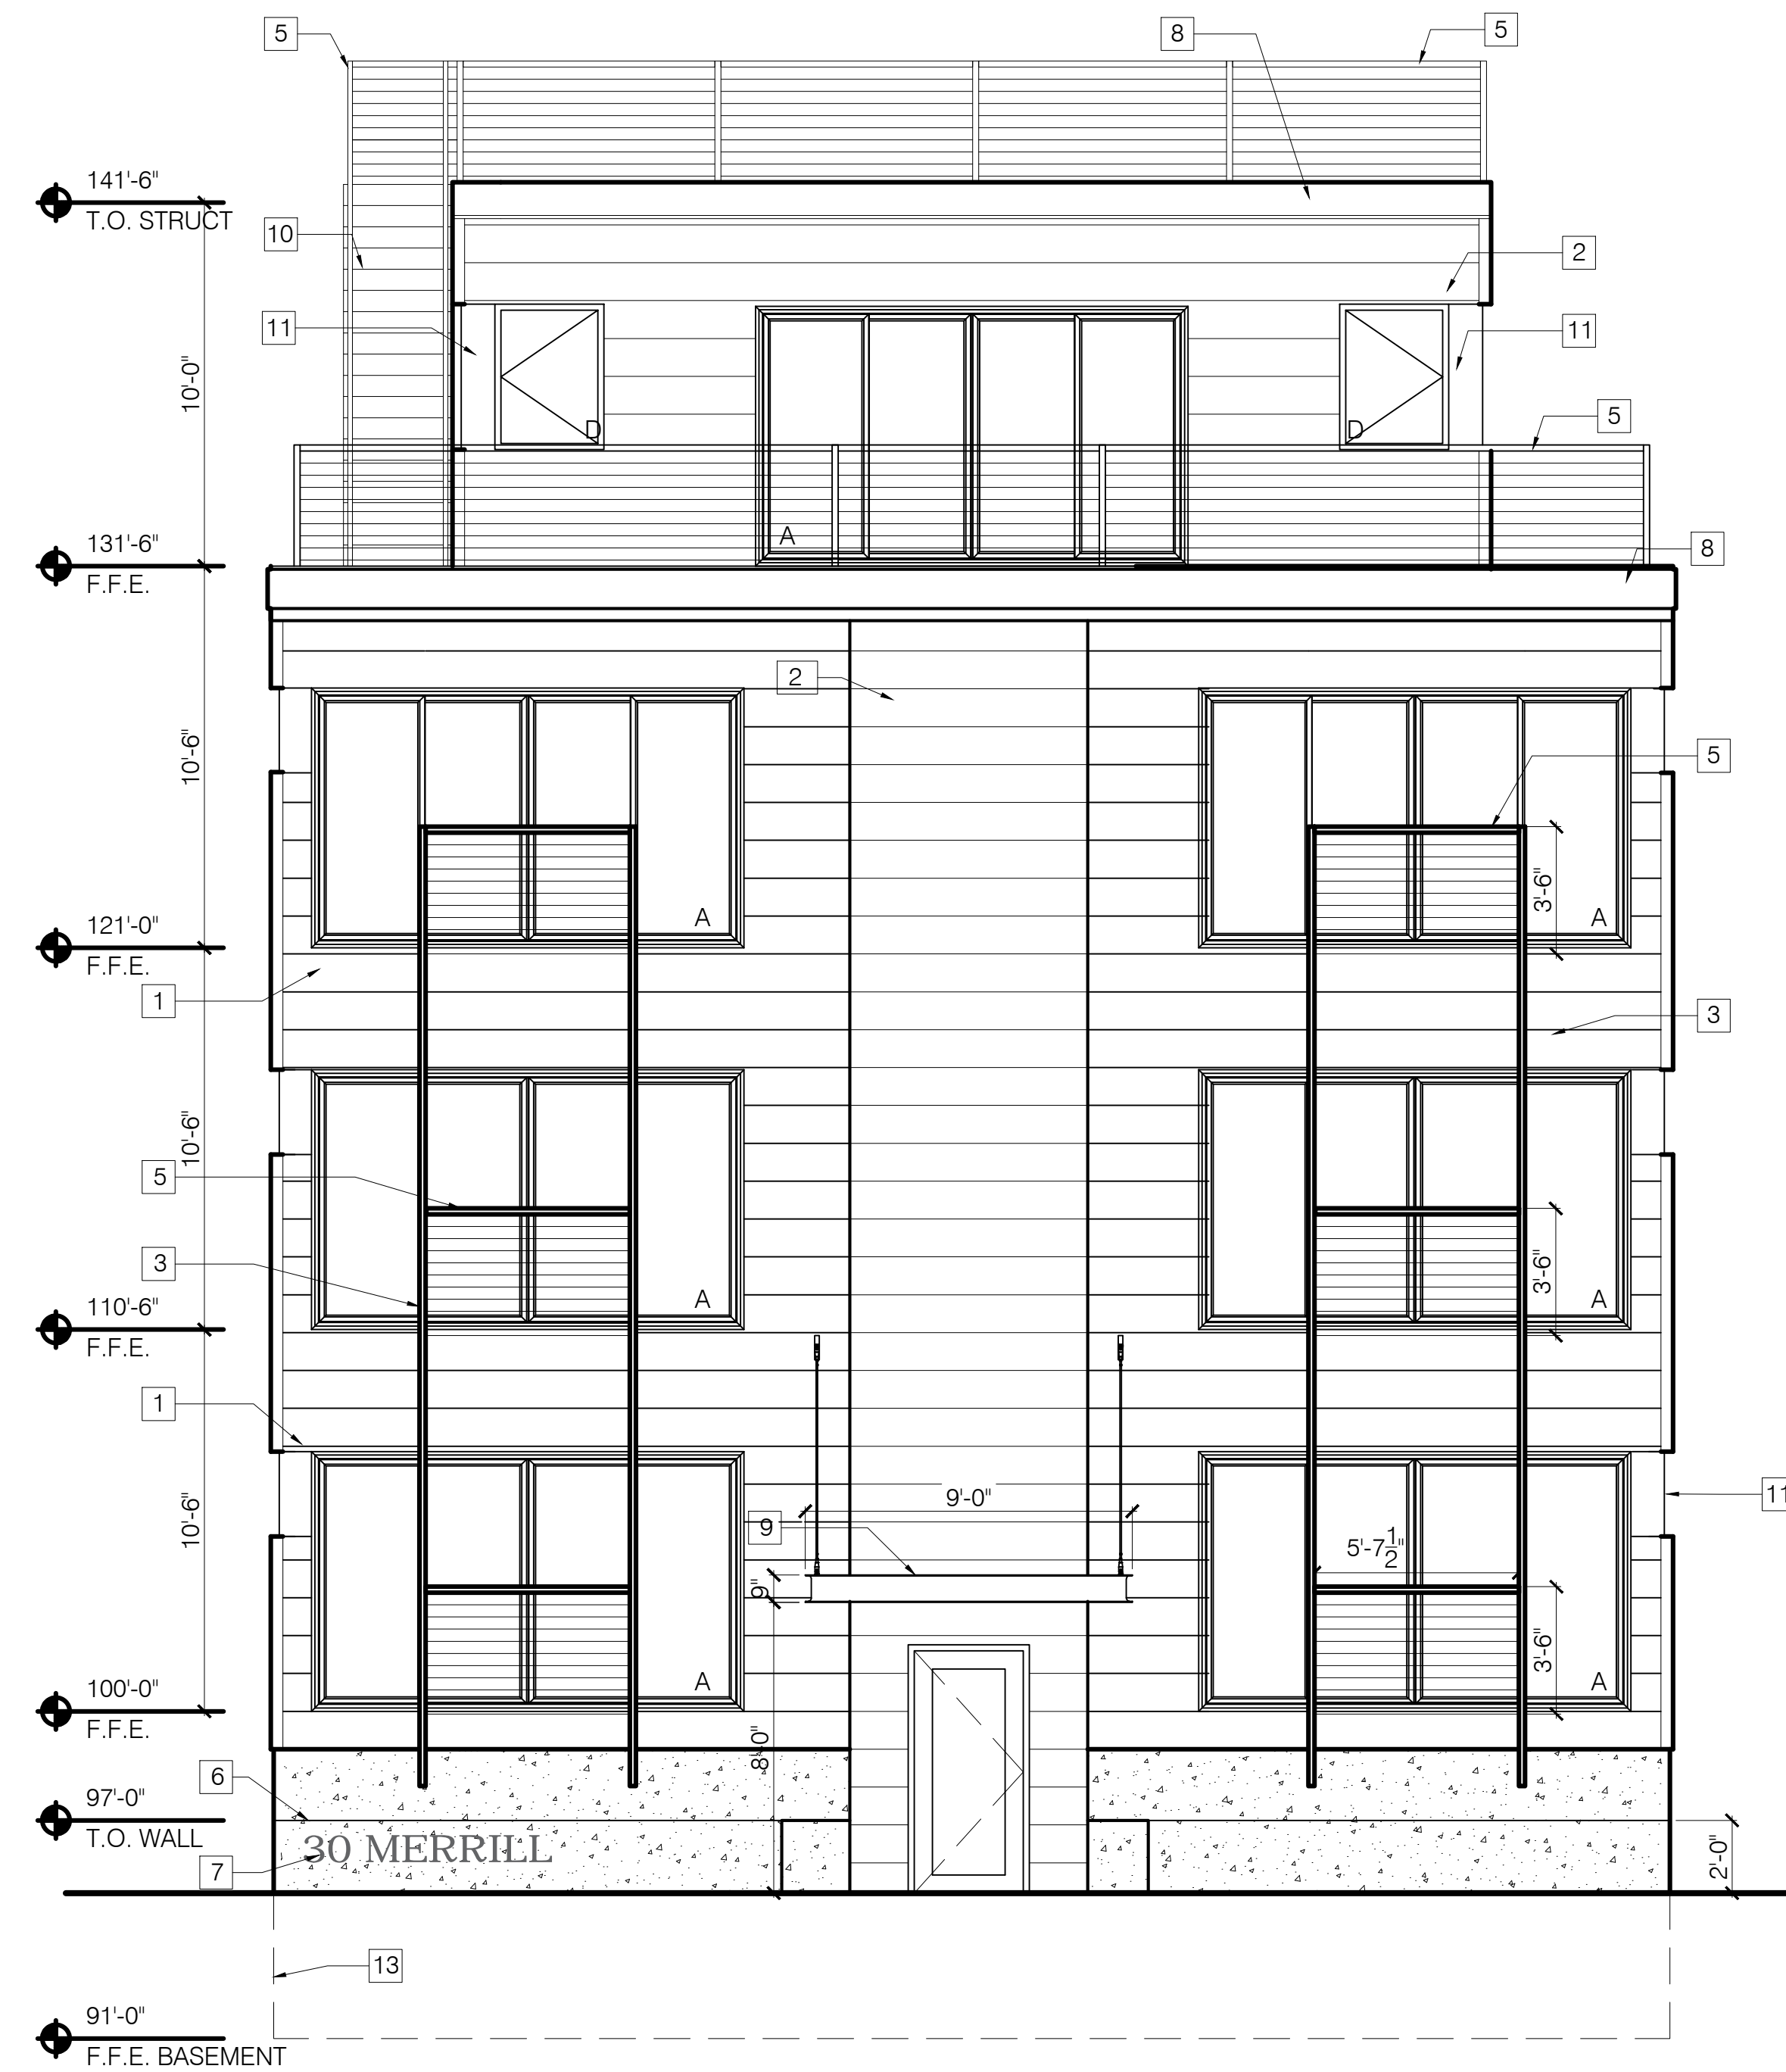 5
8
5
141'-6"
T.O. STRUCT
10
2
11
11
10'-0"
5
D
D
A
131'-6"
F.F.E.
8
2
10'-6"
5
3'-6"
A
A
121'-0"
F.F.E.
1
3
10'-6"
5
3
3'-6"
A
A
110'-6"
F.F.E.
1
10'-6"
9'-0"
11
9
5'-7 1/2"
9"
3'-6"
A
A
100'-0"
F.F.E.
8'-0"
6
97'-0"
T.O. WALL
30 MERRILL
7
2'-0"
13
91'-0"
F.F.E. BASEMENT